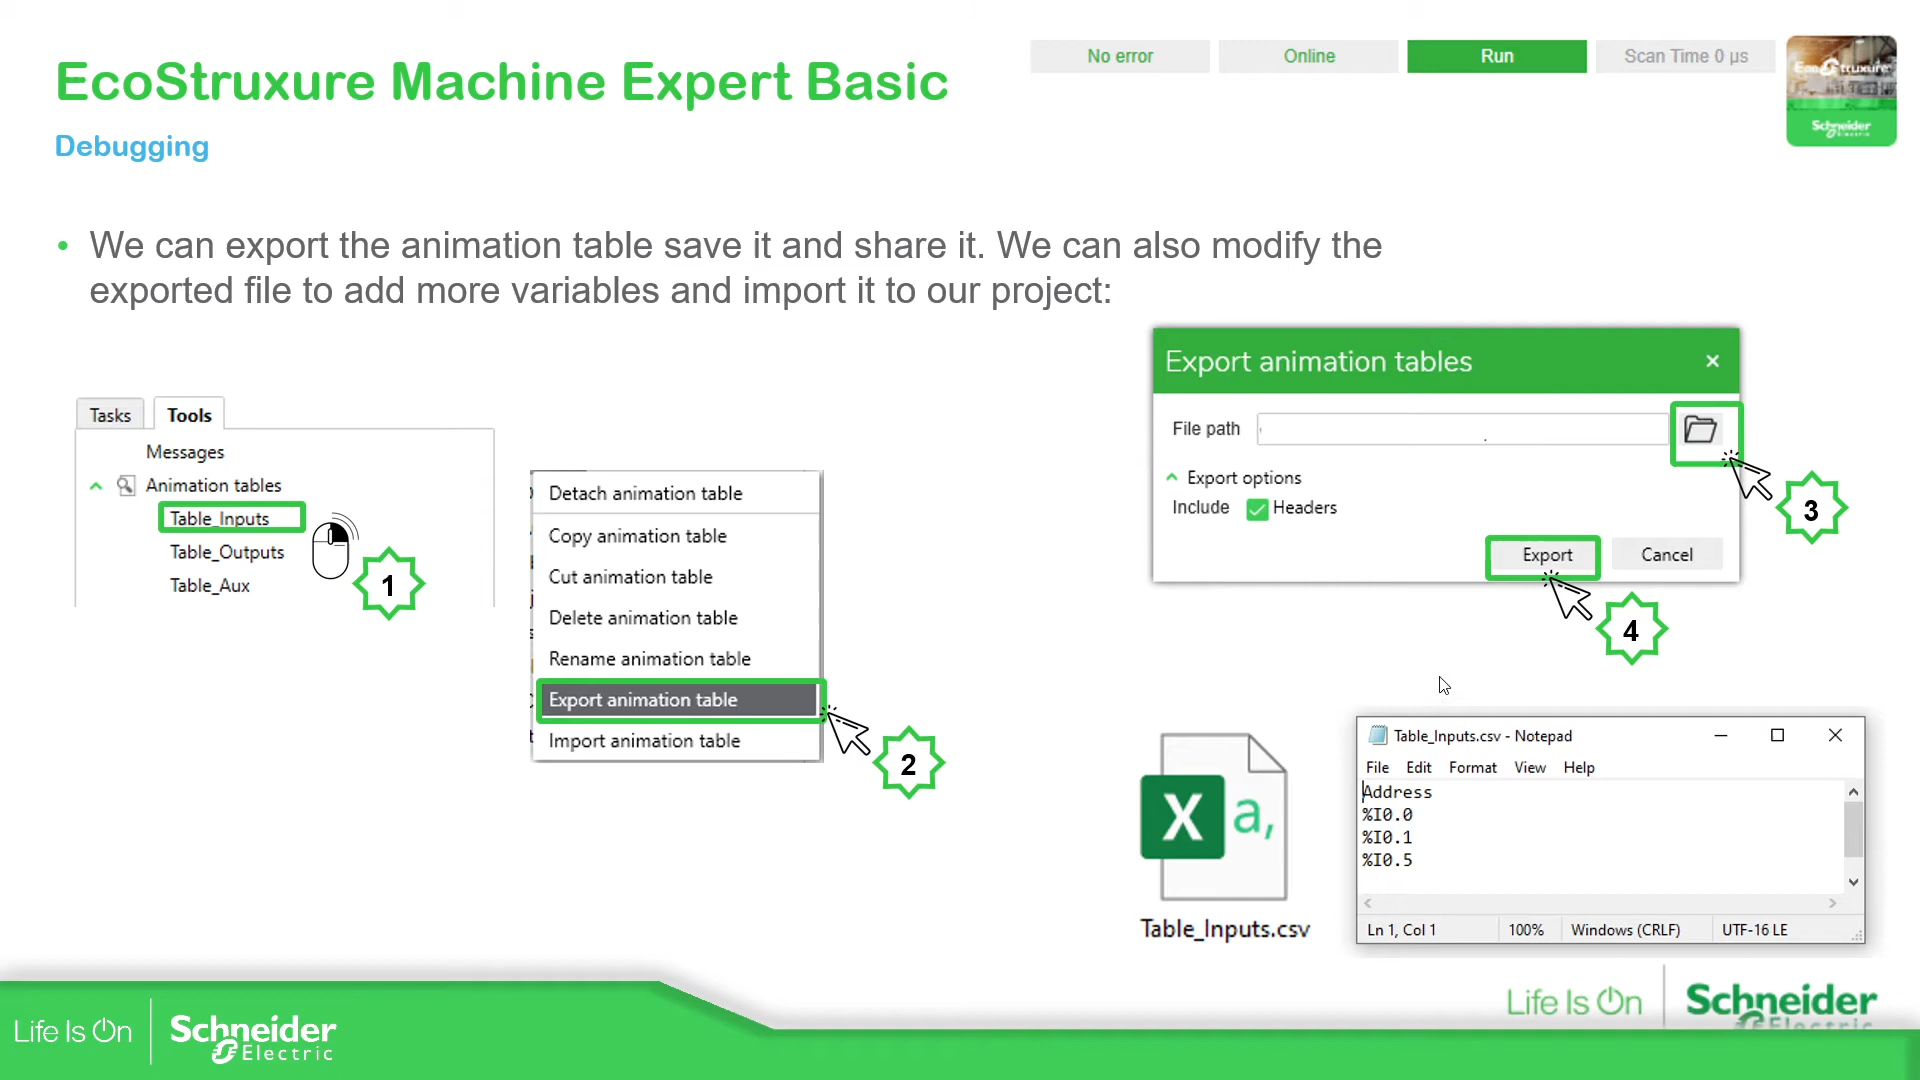 EcoStruxure Machine Expert Basic
Debugging
No error
Online
Run
Scan Time 0 µs
EcoStruxure
Schneider
Electric
• We can export the animation table save it and share it. We can also modify the
exported file to add more variables and import it to our project:
Tasks
Tools
Messages
Animation tables
Table_Inputs
Table_Outputs
Table_Aux
1
Detach animation table
Copy animation table
Cut animation table
Delete animation table
Rename animation table
Export animation table
Import animation table
2
Export animation tables
File path
Export options
Include
Headers
Export
Cancel
3
4
X a,
Table_Inputs.csv
Table_Inputs.csv - Notepad
File Edit Format View Help
Address
%I0.0
%I0.1
%I0.5
Ln 1, Col 1
100%
Windows (CRLF)
UTF-16 LE
Life Is On
Schneider
Electric
Life Is On
Schneider
Electric